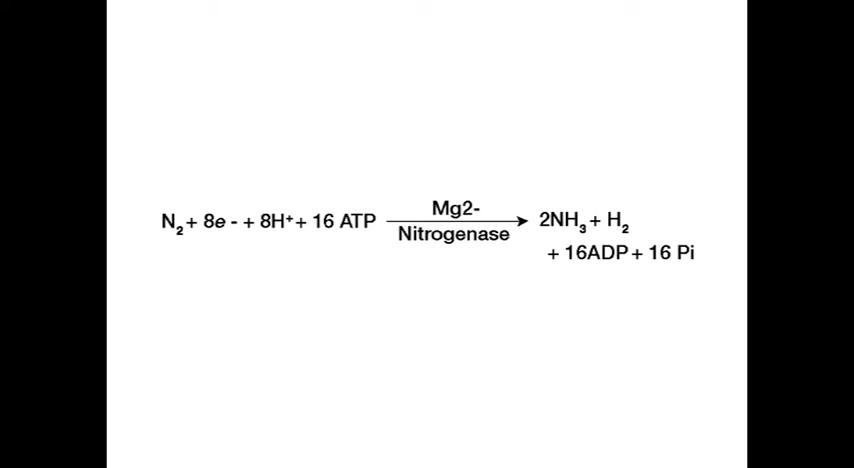 N₂ + 8e - + 8H⁺ + 16 ATP
Mg2-
Nitrogenase
2NH₃ + H₂
+ 16ADP + 16 Pi